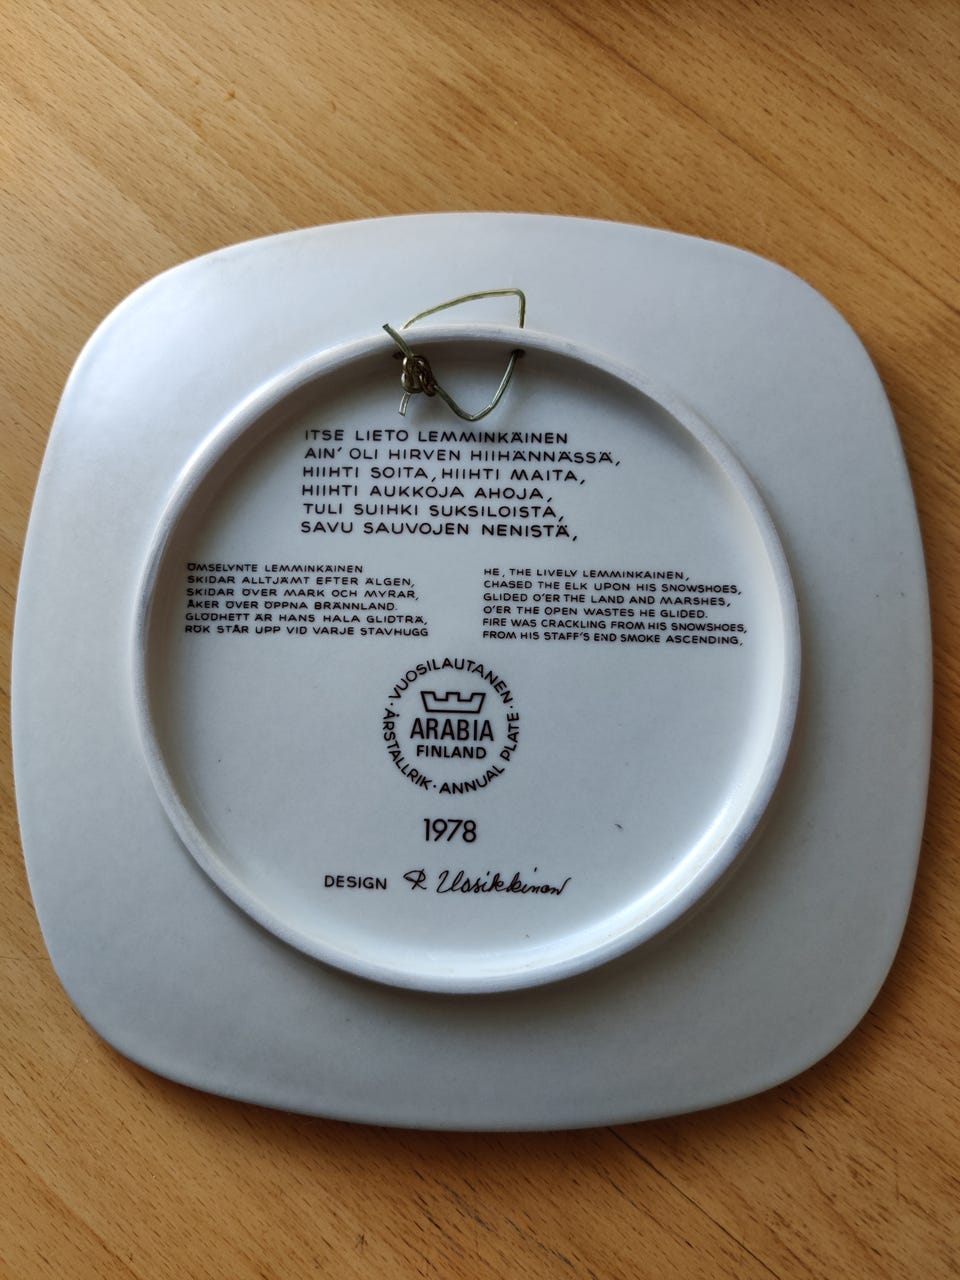 ITSE LIETO LEMMINKÄINEN
AIN' OLI HIRVEN HIIHÄNNÄSSÄ,
HIIHTI SOITA, HIIHTI MAITA,
HIIHTI AUKKOJA AHOJA,
TULI SUIHKI SUKSILOISTA,
SAVU SAUVOJEN NENISTÄ,
ÖMSELYNTE LEMMINKÄINEN
SKIDAR ALLTJÄMT EFTER ÄLGEN,
SKIDAR ÖVER MARK OCH MYRAR,
ÅKER ÖVER ÖPPNA BRÄNNLAND.
GLÖDHETT ÄR HANS HALA GLIDTRÄ,
RÖK STÅR UPP VID VARJE STAVHUGG
HE, THE LIVELY LEMMINKAINEN,
CHASED THE ELK UPON HIS SNOWSHOES,
GLIDED O'ER THE LAND AND MARSHES,
O'ER THE OPEN WASTES HE GLIDED.
FIRE WAS CRACKLING FROM HIS SNOWSHOES,
FROM HIS STAFF'S END SMOKE ASCENDING,
· VUOSILAUTANEN · ANNUAL PLATE · ÅRSTALLRIK
ARABIA
FINLAND
1978
DESIGN R Uosikkinen